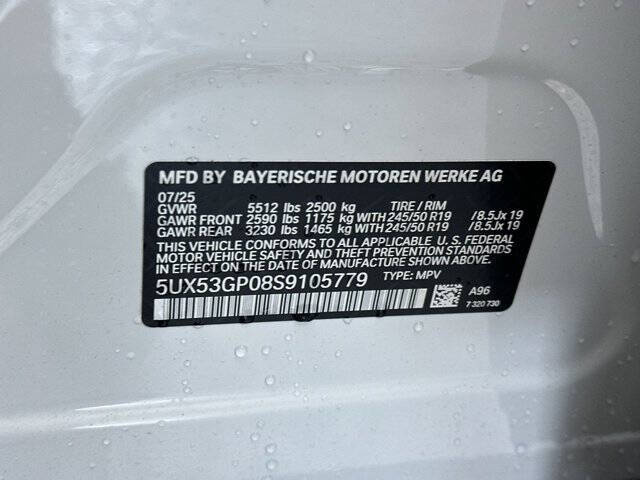 MFD BY BAYERISCHE MOTOREN WERKE AG
07/25
GVWR 5512 lbs 2500 kg TIRE / RIM
GAWR FRONT 2590 lbs 1175 kg WITH 245/50 R19 /8.5Jx 19
GAWR REAR 3230 lbs 1465 kg WITH 245/50 R19 /8.5Jx 19
THIS VEHICLE CONFORMS TO ALL APPLICABLE U. S. FEDERAL
MOTOR VEHICLE SAFETY AND THEFT PREVENTION STANDARDS
IN EFFECT ON THE DATE OF MANUFACTURE SHOWN ABOVE.
5UX53GP08S9105779 TYPE: MPV
A96
7 320 730